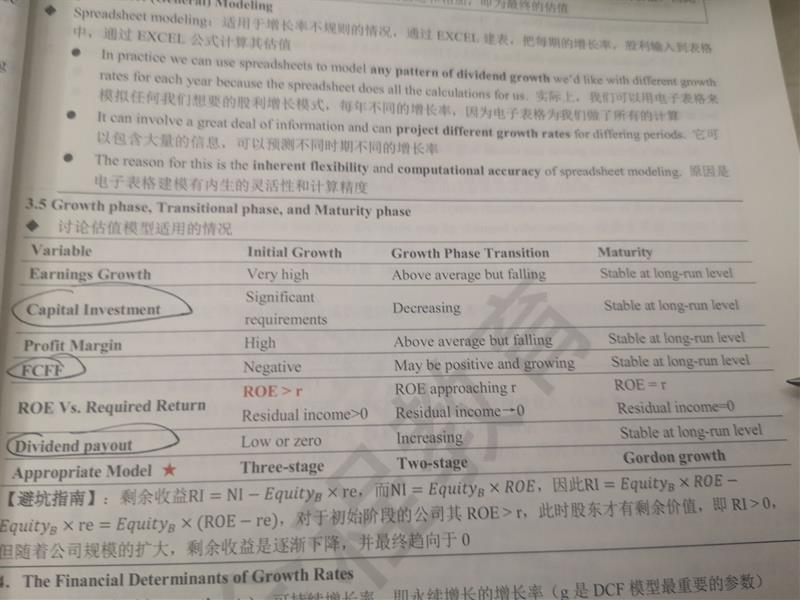 (General) Modeling
即为最终的估值
◆ Spreadsheet modeling：适用于增长率不规则的情况，通过 EXCEL 建表，把每期的增长率，股利输入到表格
中，通过 EXCEL 公式计算其估值
● In practice we can use spreadsheets to model any pattern of dividend growth we'd like with different growth
rates for each year because the spreadsheet does all the calculations for us. 实际上，我们可以用电子表格来
模拟任何我们想要的股利增长模式，每年不同的增长率，因为电子表格为我们做了所有的计算
● It can involve a great deal of information and can project different growth rates for differing periods. 它可
以包含大量的信息，可以预测不同时期不同的增长率
● The reason for this is the inherent flexibility and computational accuracy of spreadsheet modeling. 原因是
电子表格建模有内生的灵活性和计算精度
3.5 Growth phase, Transitional phase, and Maturity phase
◆ 讨论估值模型适用的情况
Variable Initial Growth Growth Phase Transition Maturity
Earnings Growth Very high Above average but falling Stable at long-run level
Capital Investment Significant requirements Decreasing Stable at long-run level
Profit Margin High Above average but falling Stable at long-run level
FCFF Negative May be positive and growing Stable at long-run level
ROE Vs. Required Return ROE > r ROE approaching r ROE = r
Residual income>0 Residual income→0 Residual income=0
Dividend payout Low or zero Increasing Stable at long-run level
Appropriate Model ★ Three-stage Two-stage Gordon growth
【避坑指南】：剩余收益RI = NI − Equity_B × re，而NI = Equity_B × ROE，因此RI = Equity_B × ROE −
Equity_B × re = Equity_B × (ROE − re)，对于初始阶段的公司其 ROE > r，此时股东才有剩余价值，即 RI > 0，
但随着公司规模的扩大，剩余收益是逐渐下降，并最终趋向于 0
4. The Financial Determinants of Growth Rates
可持续增长率，即永续增长的增长率（g 是 DCF 模型最重要的参数）